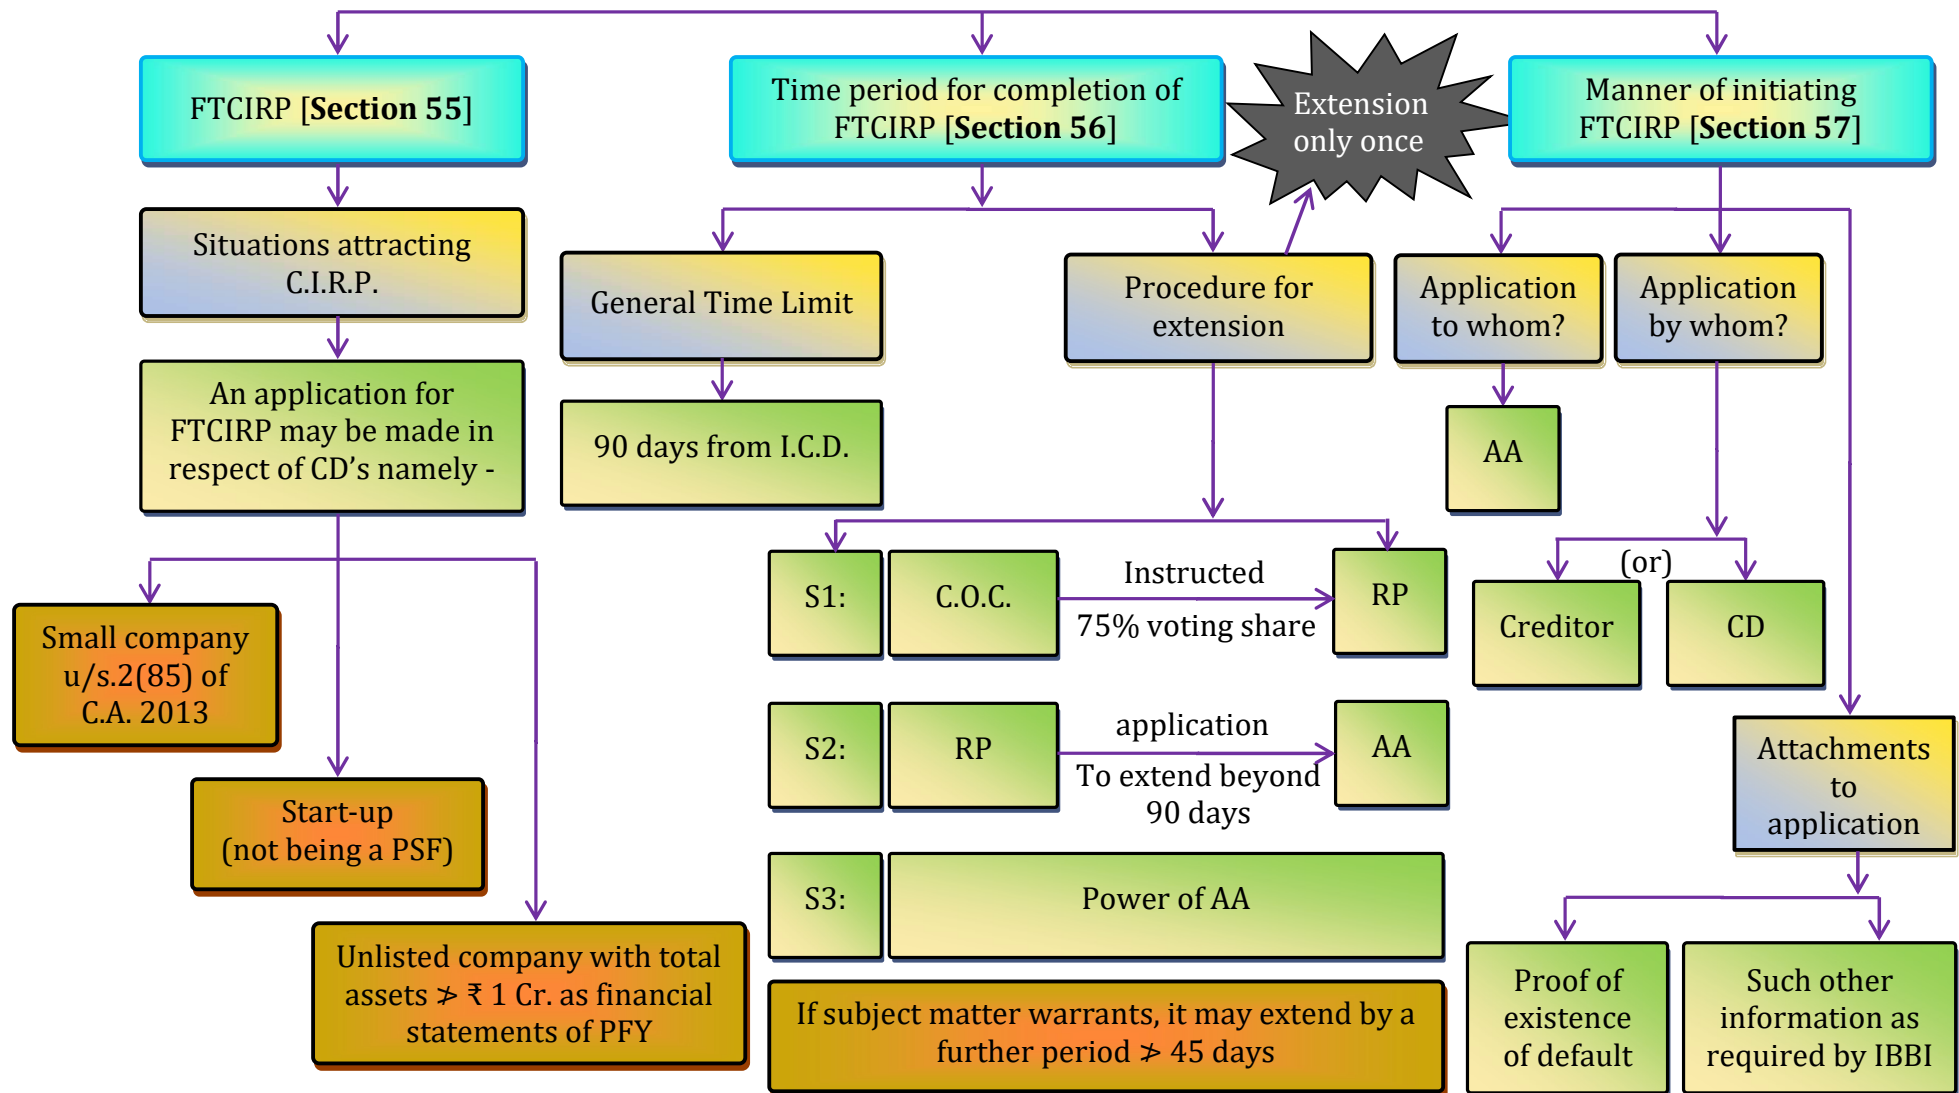 FTCIRP [Section 55]
Time period for completion of
FTCIRP [Section 56]
Extension
only once
Manner of initiating
FTCIRP [Section 57]
Situations attracting
C.I.R.P.
General Time Limit
Procedure for
extension
Application
to whom?
Application
by whom?
An application for
FTCIRP may be made in
respect of CD’s namely -
90 days from I.C.D.
AA
Small company
u/s.2(85) of
C.A. 2013
Start-up
(not being a PSF)
Unlisted company with total
assets ≯ ₹ 1 Cr. as financial
statements of PFY
S1:
C.O.C.
Instructed
75% voting share
RP
S2:
RP
application
To extend beyond
90 days
AA
S3:
Power of AA
If subject matter warrants, it may extend by a
further period ≯ 45 days
(or)
Creditor
CD
Attachments
to
application
Proof of
existence
of default
Such other
information as
required by IBBI